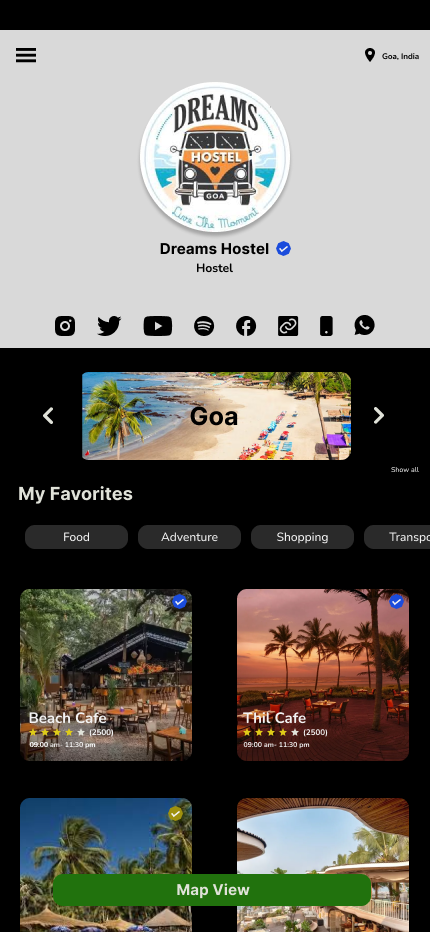 Goa, India
DREAMS
HOSTEL
GOA
Live The Moment
Dreams Hostel
Hostel
Goa
Show all
My Favorites
Food
Adventure
Shopping
Transpo
Beach Cafe
(2500)
09:00 am- 11:30 pm
Thil Cafe
(2500)
09:00 am- 11:30 pm
Map View